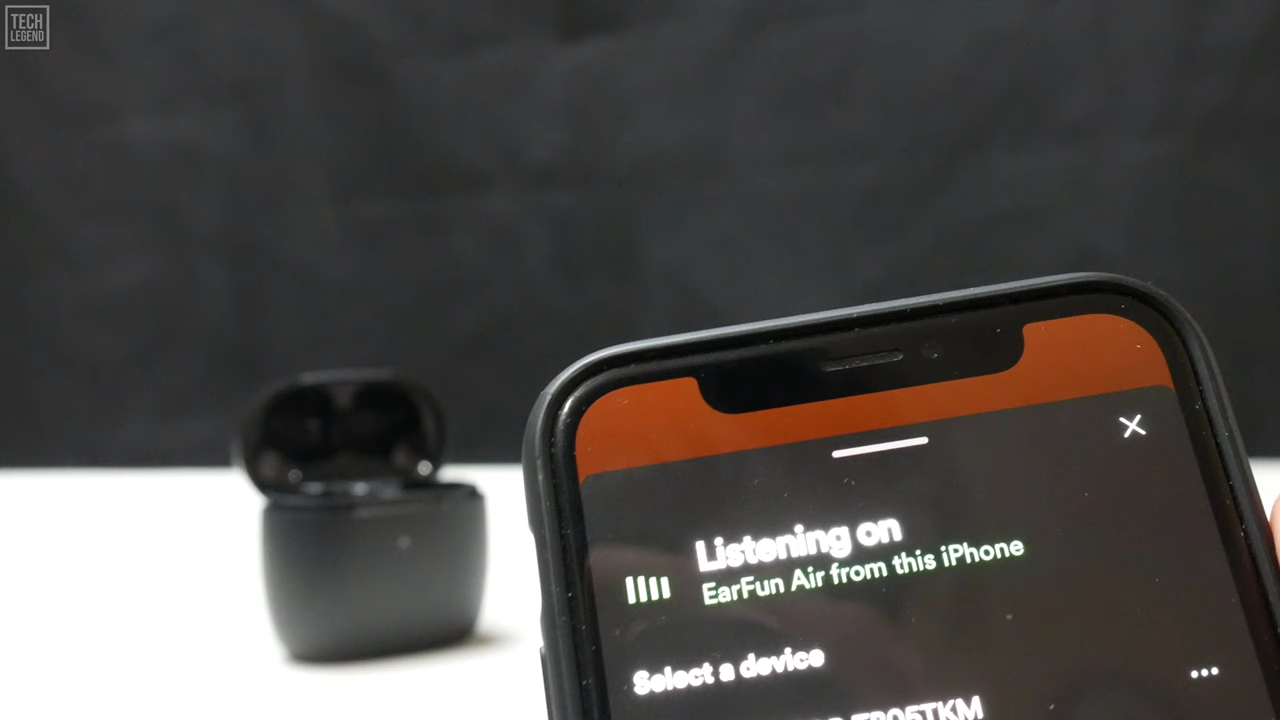 TECH
LEGEND
Listening on
EarFun Air from this iPhone
Select a device